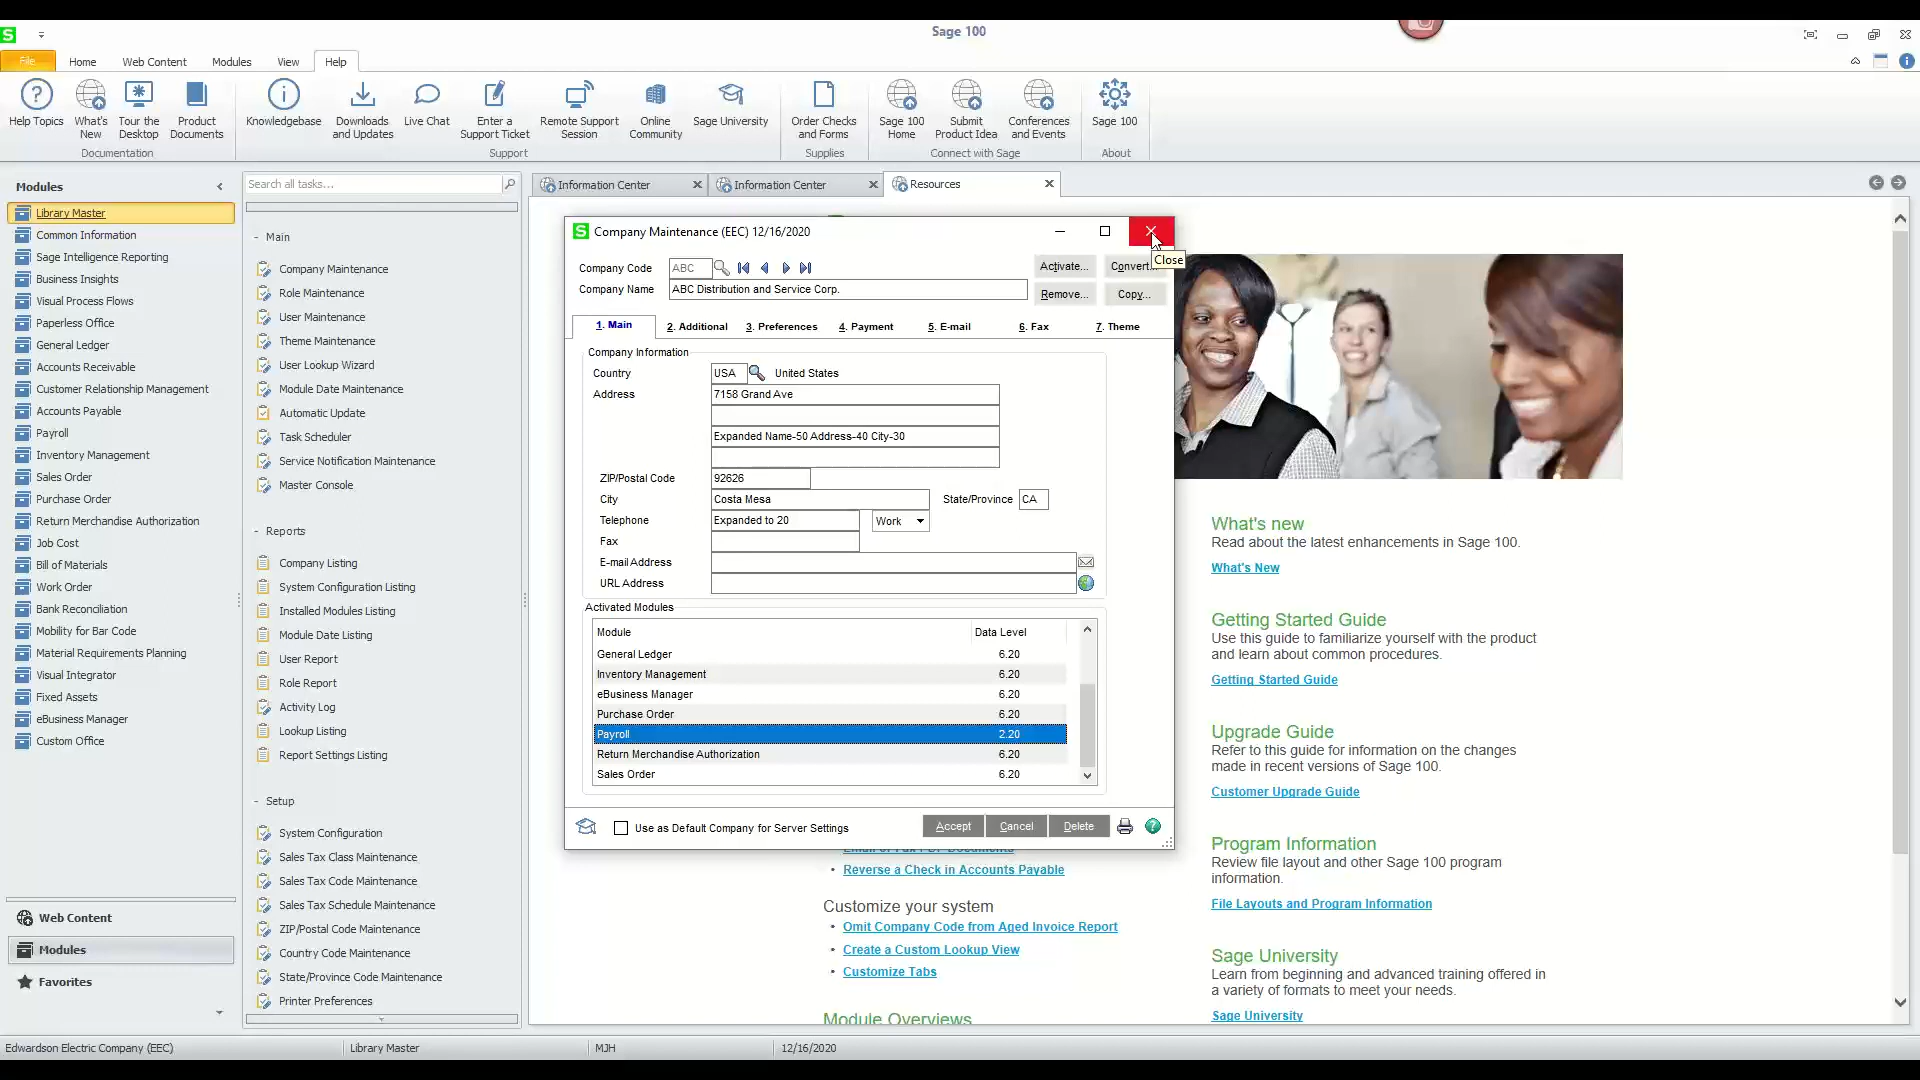 Sage 100
File
Home
Web Content
Modules
View
Help
Help Topics
What's New
Tour the Desktop
Product Documents
Documentation
Knowledgebase
Downloads and Updates
Live Chat
Enter a Support Ticket
Remote Support Session
Online Community
Sage University
Support
Order Checks and Forms
Supplies
Sage 100 Home
Submit Product Idea
Conferences and Events
Connect with Sage
Sage 100
About
Modules
Library Master
Common Information
Sage Intelligence Reporting
Business Insights
Visual Process Flows
Paperless Office
General Ledger
Accounts Receivable
Customer Relationship Management
Accounts Payable
Payroll
Inventory Management
Sales Order
Purchase Order
Return Merchandise Authorization
Job Cost
Bill of Materials
Work Order
Bank Reconciliation
Mobility for Bar Code
Material Requirements Planning
Visual Integrator
Fixed Assets
eBusiness Manager
Custom Office
Web Content
Modules
Favorites
Search all tasks...
- Main
Company Maintenance
Role Maintenance
User Maintenance
Theme Maintenance
User Lookup Wizard
Module Date Maintenance
Automatic Update
Task Scheduler
Service Notification Maintenance
Master Console
- Reports
Company Listing
System Configuration Listing
Installed Modules Listing
Module Date Listing
User Report
Role Report
Activity Log
Lookup Listing
Report Settings Listing
- Setup
System Configuration
Sales Tax Class Maintenance
Sales Tax Code Maintenance
Sales Tax Schedule Maintenance
ZIP/Postal Code Maintenance
Country Code Maintenance
State/Province Code Maintenance
Printer Preferences
Information Center
Information Center
Resources
S Company Maintenance (EEC) 12/16/2020
Close
Company Code ABC
Activate... Convert...
Company Name ABC Distribution and Service Corp.
Remove... Copy...
1. Main 2. Additional 3. Preferences 4. Payment 5. E-mail 6. Fax 7. Theme
Company Information
Country USA United States
Address 7158 Grand Ave
Expanded Name-50 Address-40 City-30
ZIP/Postal Code 92626
City Costa Mesa State/Province CA
Telephone Expanded to 20 Work
Fax
E-mail Address
URL Address
Activated Modules
Module Data Level
General Ledger 6.20
Inventory Management 6.20
eBusiness Manager 6.20
Purchase Order 6.20
Payroll 2.20
Return Merchandise Authorization 6.20
Sales Order 6.20
Use as Default Company for Server Settings
Accept Cancel Delete
• Reverse a Check in Accounts Payable
Customize your system
• Omit Company Code from Aged Invoice Report
• Create a Custom Lookup View
• Customize Tabs
Module Overviews
What's new
Read about the latest enhancements in Sage 100.
What's New
Getting Started Guide
Use this guide to familiarize yourself with the product
and learn about common procedures.
Getting Started Guide
Upgrade Guide
Refer to this guide for information on the changes
made in recent versions of Sage 100.
Customer Upgrade Guide
Program Information
Review file layout and other Sage 100 program
information.
File Layouts and Program Information
Sage University
Learn from beginning and advanced training offered in
a variety of formats to meet your needs.
Sage University
Edwardson Electric Company (EEC)
Library Master
MJH
12/16/2020